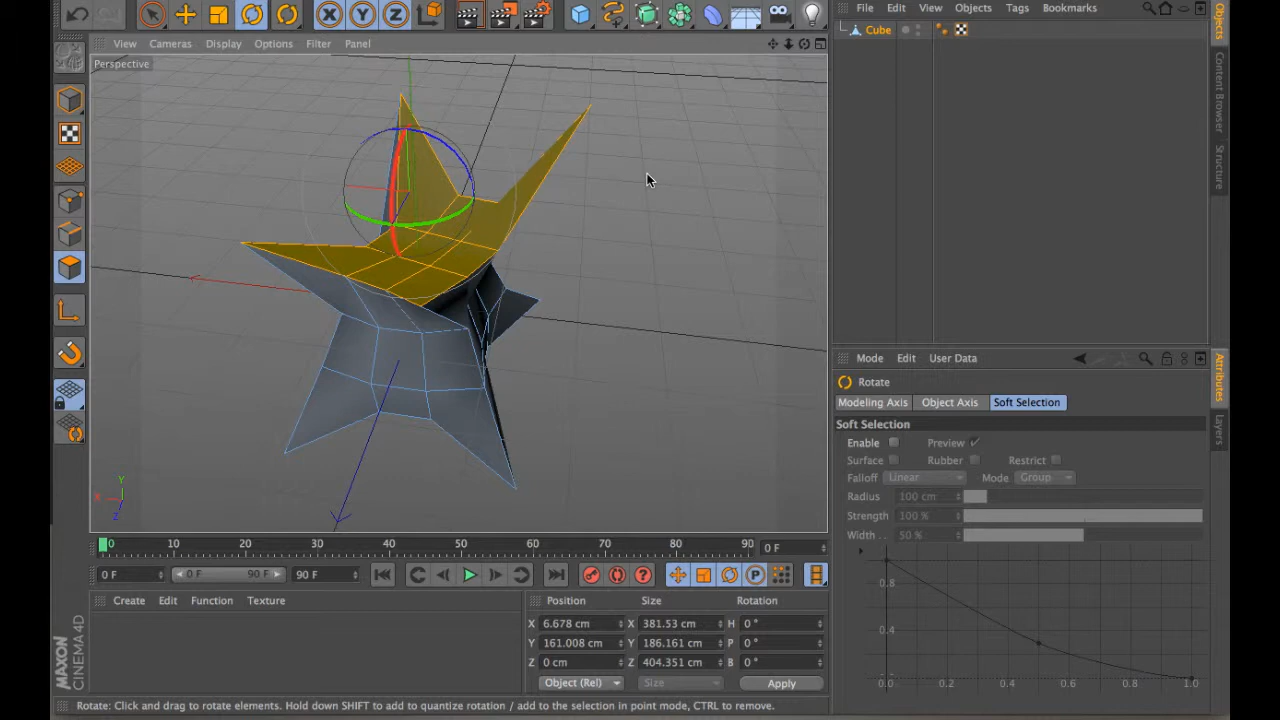 File Edit View Objects Tags Bookmarks
View Cameras Display Options Filter Panel
Perspective
Cube
Objects
Content Browser
Structure
Mode Edit User Data
Rotate
Modeling Axis Object Axis Soft Selection
Soft Selection
Enable Preview
Surface Rubber Restrict
Falloff Linear Mode Group
Radius 100 cm
Strength 100 %
Width . . 50 %
0.8
0.4
0.0 0.2 0.4 0.6 0.8 1.0
Attributes
Layers
X Y Z
Y
X
Z
0 10 20 30 40 50 60 70 80 90 0 F
0 F 0 F 90 F 90 F
Create Edit Function Texture
Position Size Rotation
X 6.678 cm X 381.53 cm H 0 °
Y 161.008 cm Y 186.161 cm P 0 °
Z 0 cm Z 404.351 cm B 0 °
Object (Rel) Size Apply
MAXON
CINEMA 4D
Rotate: Click and drag to rotate elements. Hold down SHIFT to add to quantize rotation / add to the selection in point mode, CTRL to remove.